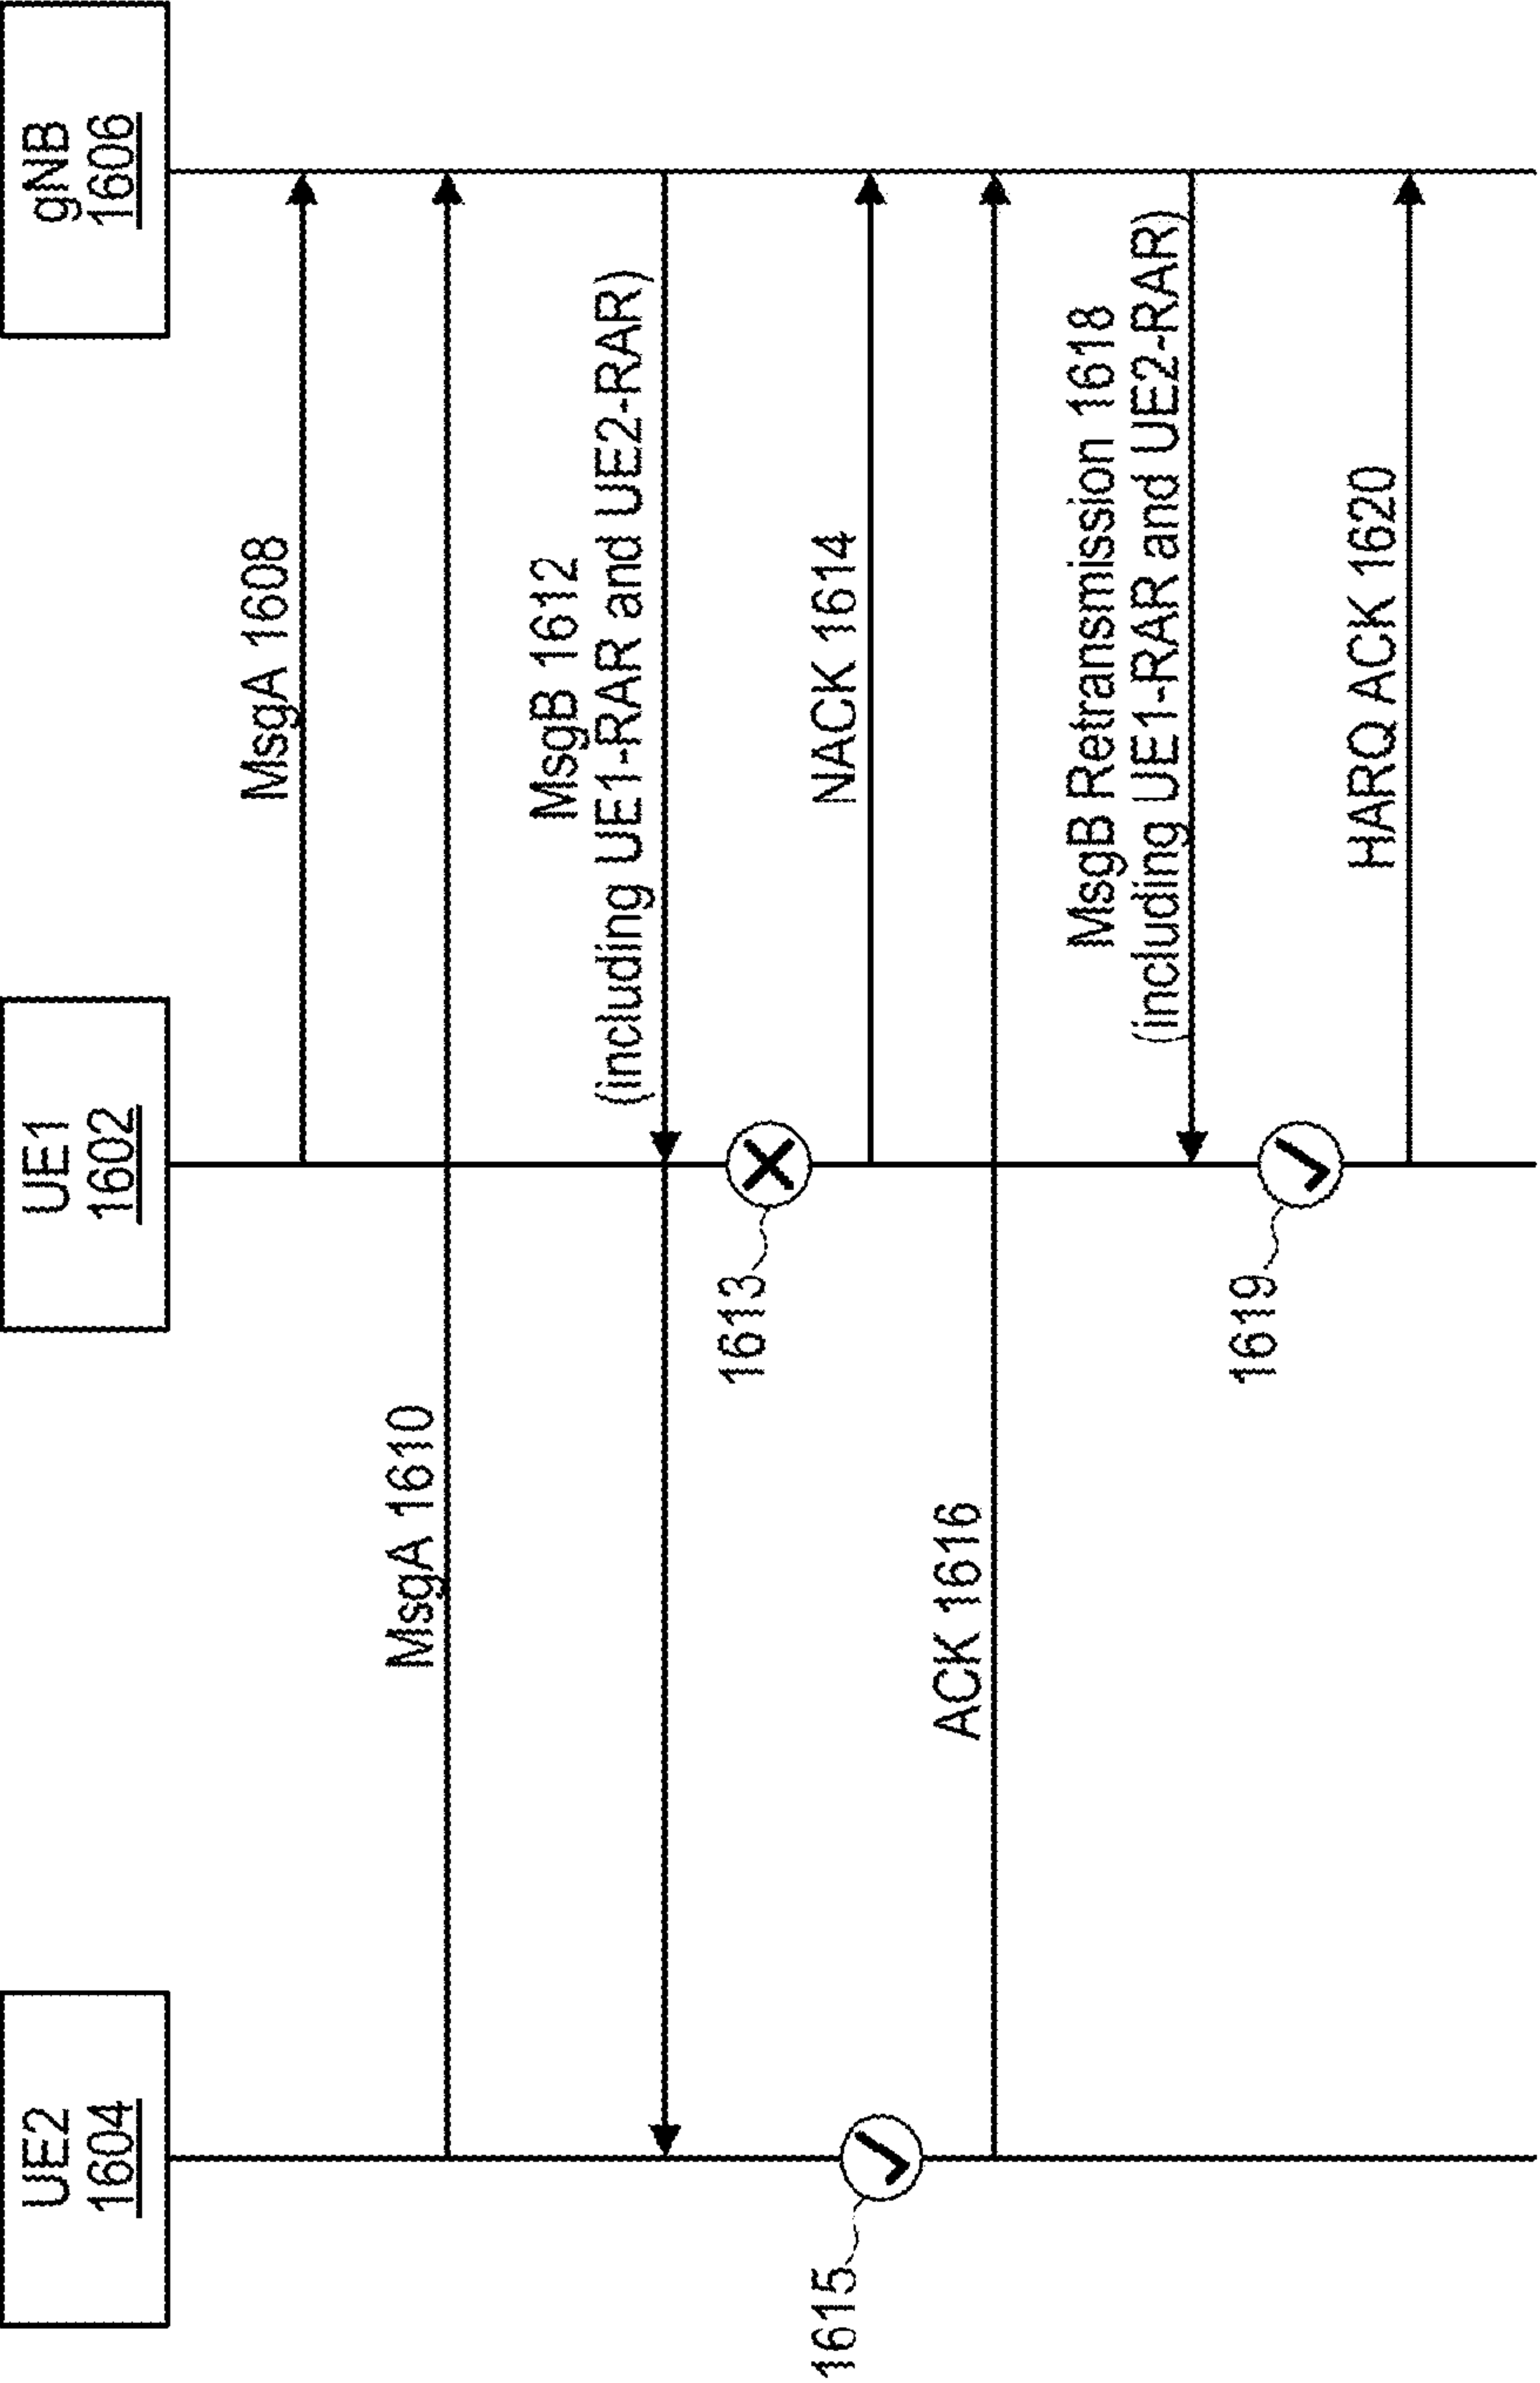 UE2
1604
UE1
1602
gNB
1606
MsgA 1608
MsgA 1610
MsgB 1612
(including UE1-RAR and UE2-RAR)
1613
NACK 1614
1615
ACK 1616
MsgB Retransmission 1618
(including UE1-RAR and UE2-RAR)
1619
HARQ ACK 1620